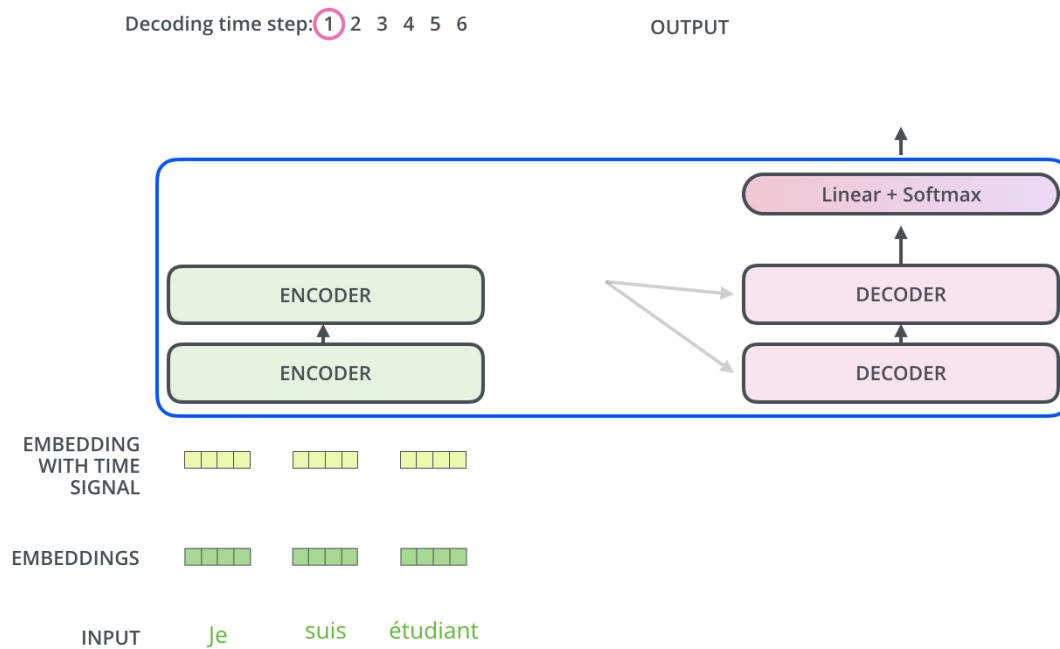 Decoding time step: 1 2 3 4 5 6
OUTPUT
Linear + Softmax
ENCODER
DECODER
ENCODER
DECODER
EMBEDDING
WITH TIME
SIGNAL
EMBEDDINGS
INPUT
Je suis étudiant